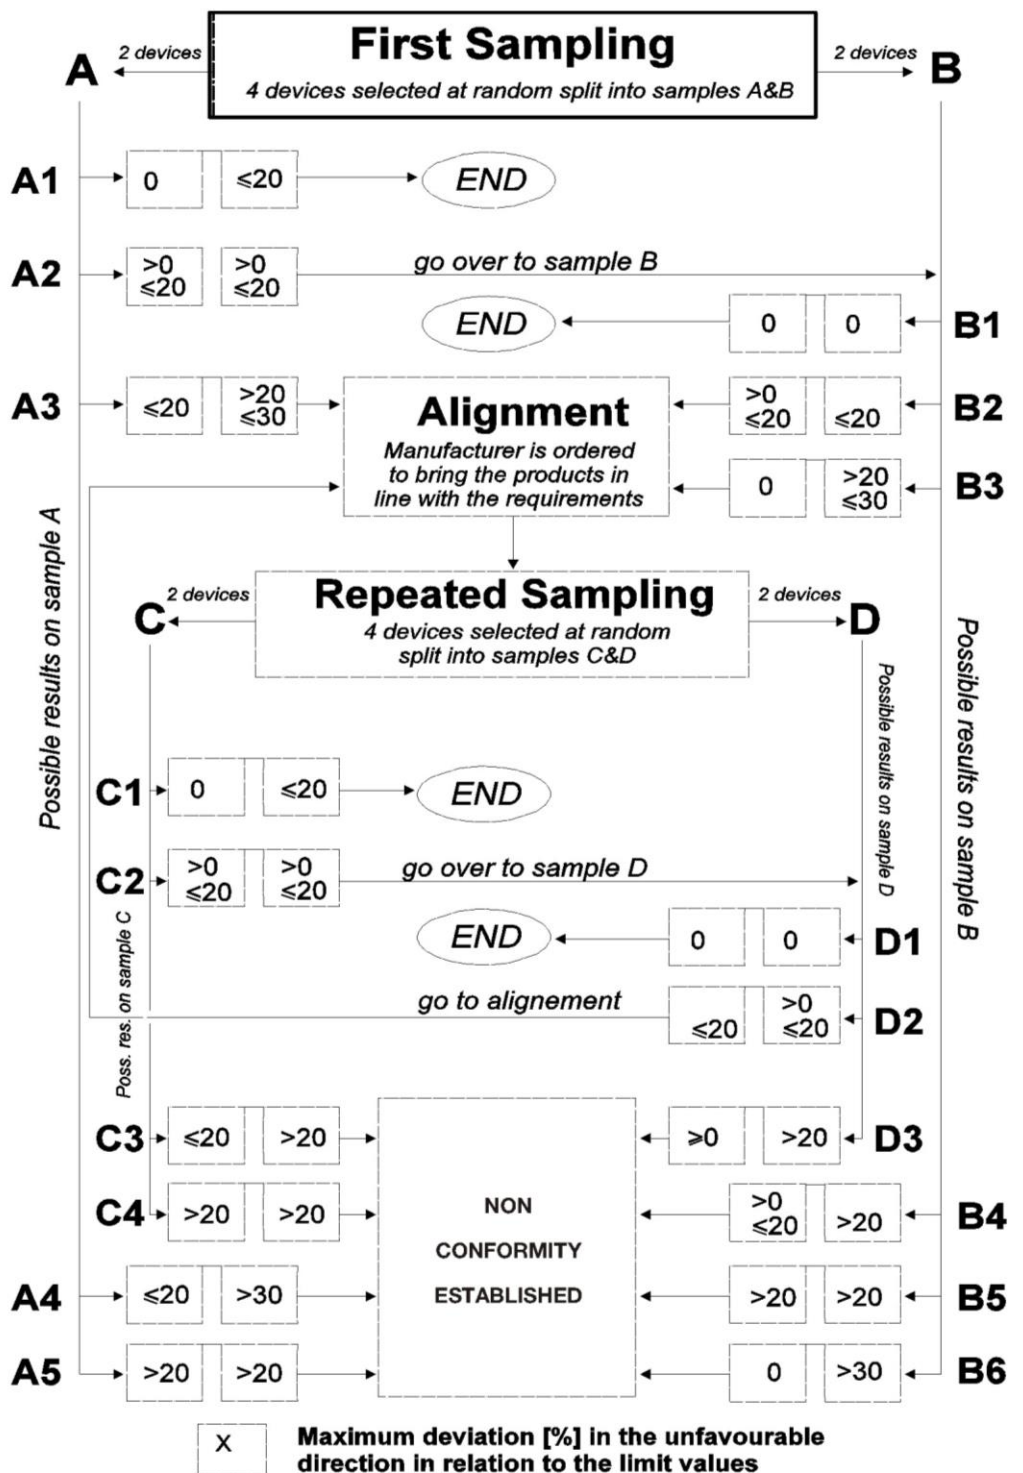 First Sampling
4 devices selected at random split into samples A&B
A
2 devices
2 devices
B
A1
0
≤20
END
A2
>0
≤20
>0
≤20
go over to sample B
END
0
0
B1
A3
≤20
>20
≤30
Alignment
Manufacturer is ordered
to bring the products in
line with the requirements
>0
≤20
≤20
B2
0
>20
≤30
B3
Possible results on sample A
Repeated Sampling
4 devices selected at random
split into samples C&D
C
2 devices
2 devices
D
Possible results on sample D
Possible results on sample B
C1
0
≤20
END
C2
>0
≤20
>0
≤20
go over to sample D
Poss. res. on sample C
END
0
0
D1
go to alignement
≤20
>0
≤20
D2
C3
≤20
>20
≥0
>20
D3
C4
>20
>20
NON
CONFORMITY
ESTABLISHED
>0
≤20
>20
B4
A4
≤20
>30
>20
>20
B5
A5
>20
>20
0
>30
B6
X
Maximum deviation [%] in the unfavourable
direction in relation to the limit values